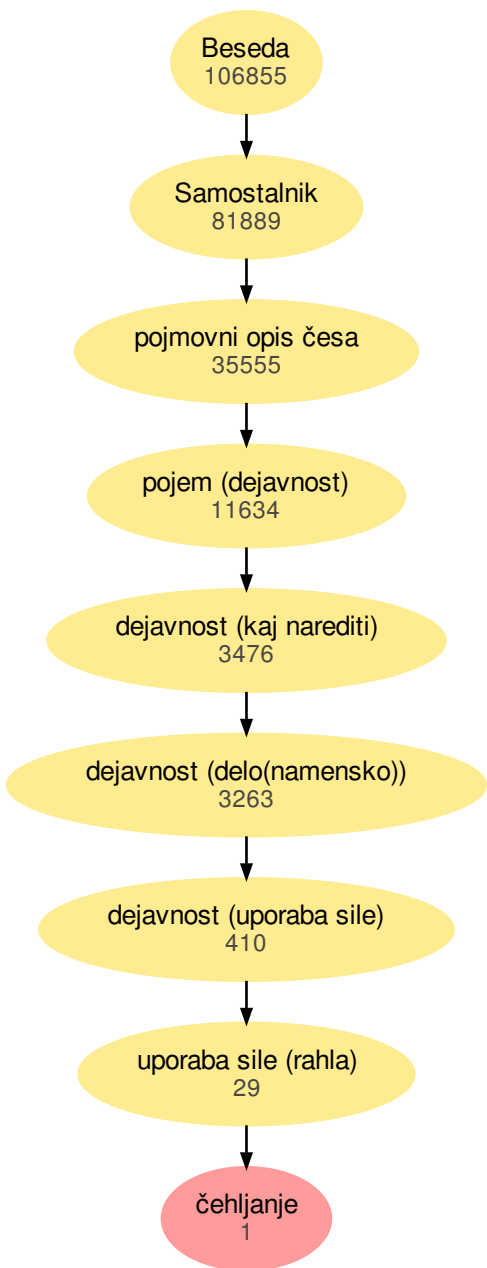 Beseda
106855
Samostalnik
81889
pojmovni opis česa
35555
pojem (dejavnost)
11634
dejavnost (kaj narediti)
3476
dejavnost (delo(namensko))
3263
dejavnost (uporaba sile)
410
uporaba sile (rahla)
29
čehljanje
1